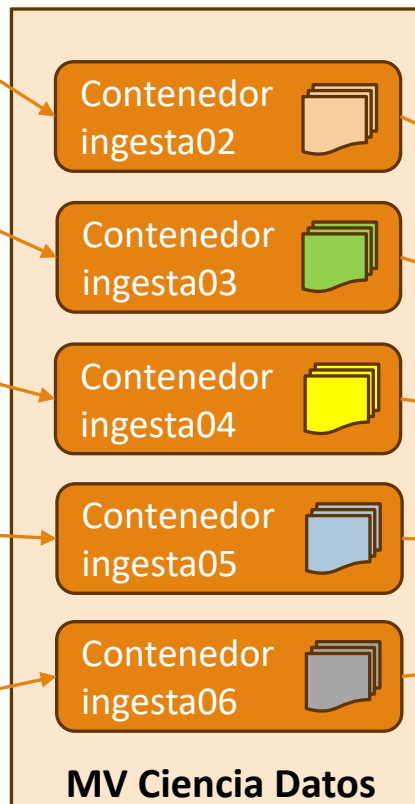 Contenedor
ingesta02
Contenedor
ingesta03
Contenedor
ingesta04
Contenedor
ingesta05
Contenedor
ingesta06
MV Ciencia Datos